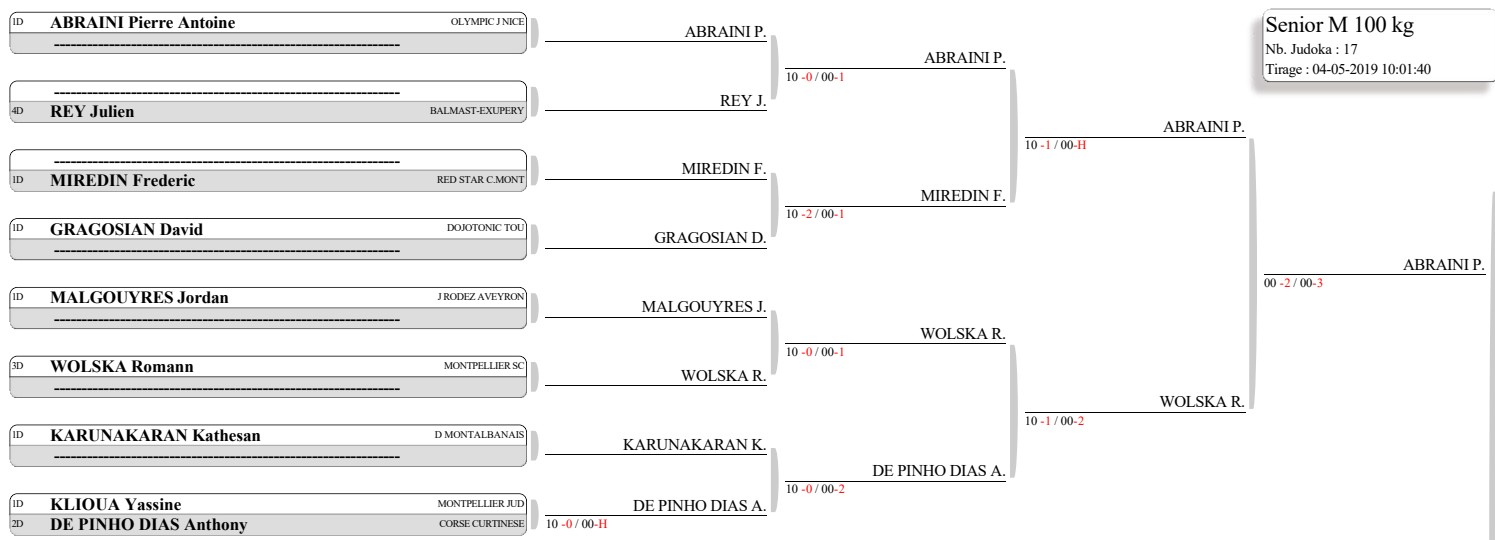 Senior M 100 kg
Nb. Judoka : 17
Tirage : 04-05-2019 10:01:40
1D ABRAINI Pierre Antoine OLYMPIC J NICE
------------------------------------------------------------------
ABRAINI P.
ABRAINI P.
10 -0 / 00-1
------------------------------------------------------------------
4D REY Julien BALMAST-EXUPERY
REY J.
ABRAINI P.
10 -1 / 00-H
------------------------------------------------------------------
1D MIREDIN Frederic RED STAR C.MONT
MIREDIN F.
MIREDIN F.
10 -2 / 00-1
1D GRAGOSIAN David DOJOTONIC TOU
------------------------------------------------------------------
GRAGOSIAN D.
ABRAINI P.
00 -2 / 00-3
1D MALGOUYRES Jordan J RODEZ AVEYRON
------------------------------------------------------------------
MALGOUYRES J.
WOLSKA R.
10 -0 / 00-1
3D WOLSKA Romann MONTPELLIER SC
------------------------------------------------------------------
WOLSKA R.
WOLSKA R.
10 -1 / 00-2
1D KARUNAKARAN Kathesan D MONTALBANAIS
------------------------------------------------------------------
KARUNAKARAN K.
DE PINHO DIAS A.
10 -0 / 00-2
1D KLIOUA Yassine MONTPELLIER JUD
2D DE PINHO DIAS Anthony CORSE CURTINESE
DE PINHO DIAS A.
10 -0 / 00-H